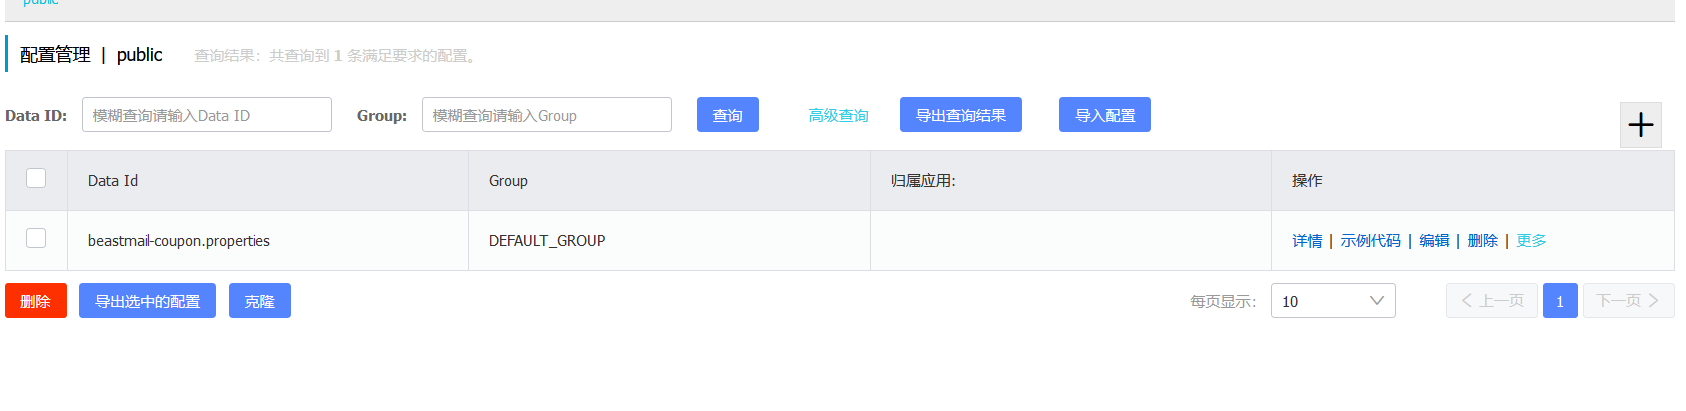 public
配置管理 | public 查询结果：共查询到 1 条满足要求的配置。
Data ID: 模糊查询请输入Data ID Group: 模糊查询请输入Group 查询 高级查询 导出查询结果 导入配置
Data Id Group 归属应用: 操作
beastmail-coupon.properties DEFAULT_GROUP 详情 | 示例代码 | 编辑 | 删除 | 更多
删除 导出选中的配置 克隆 每页显示: 10 上一页 1 下一页